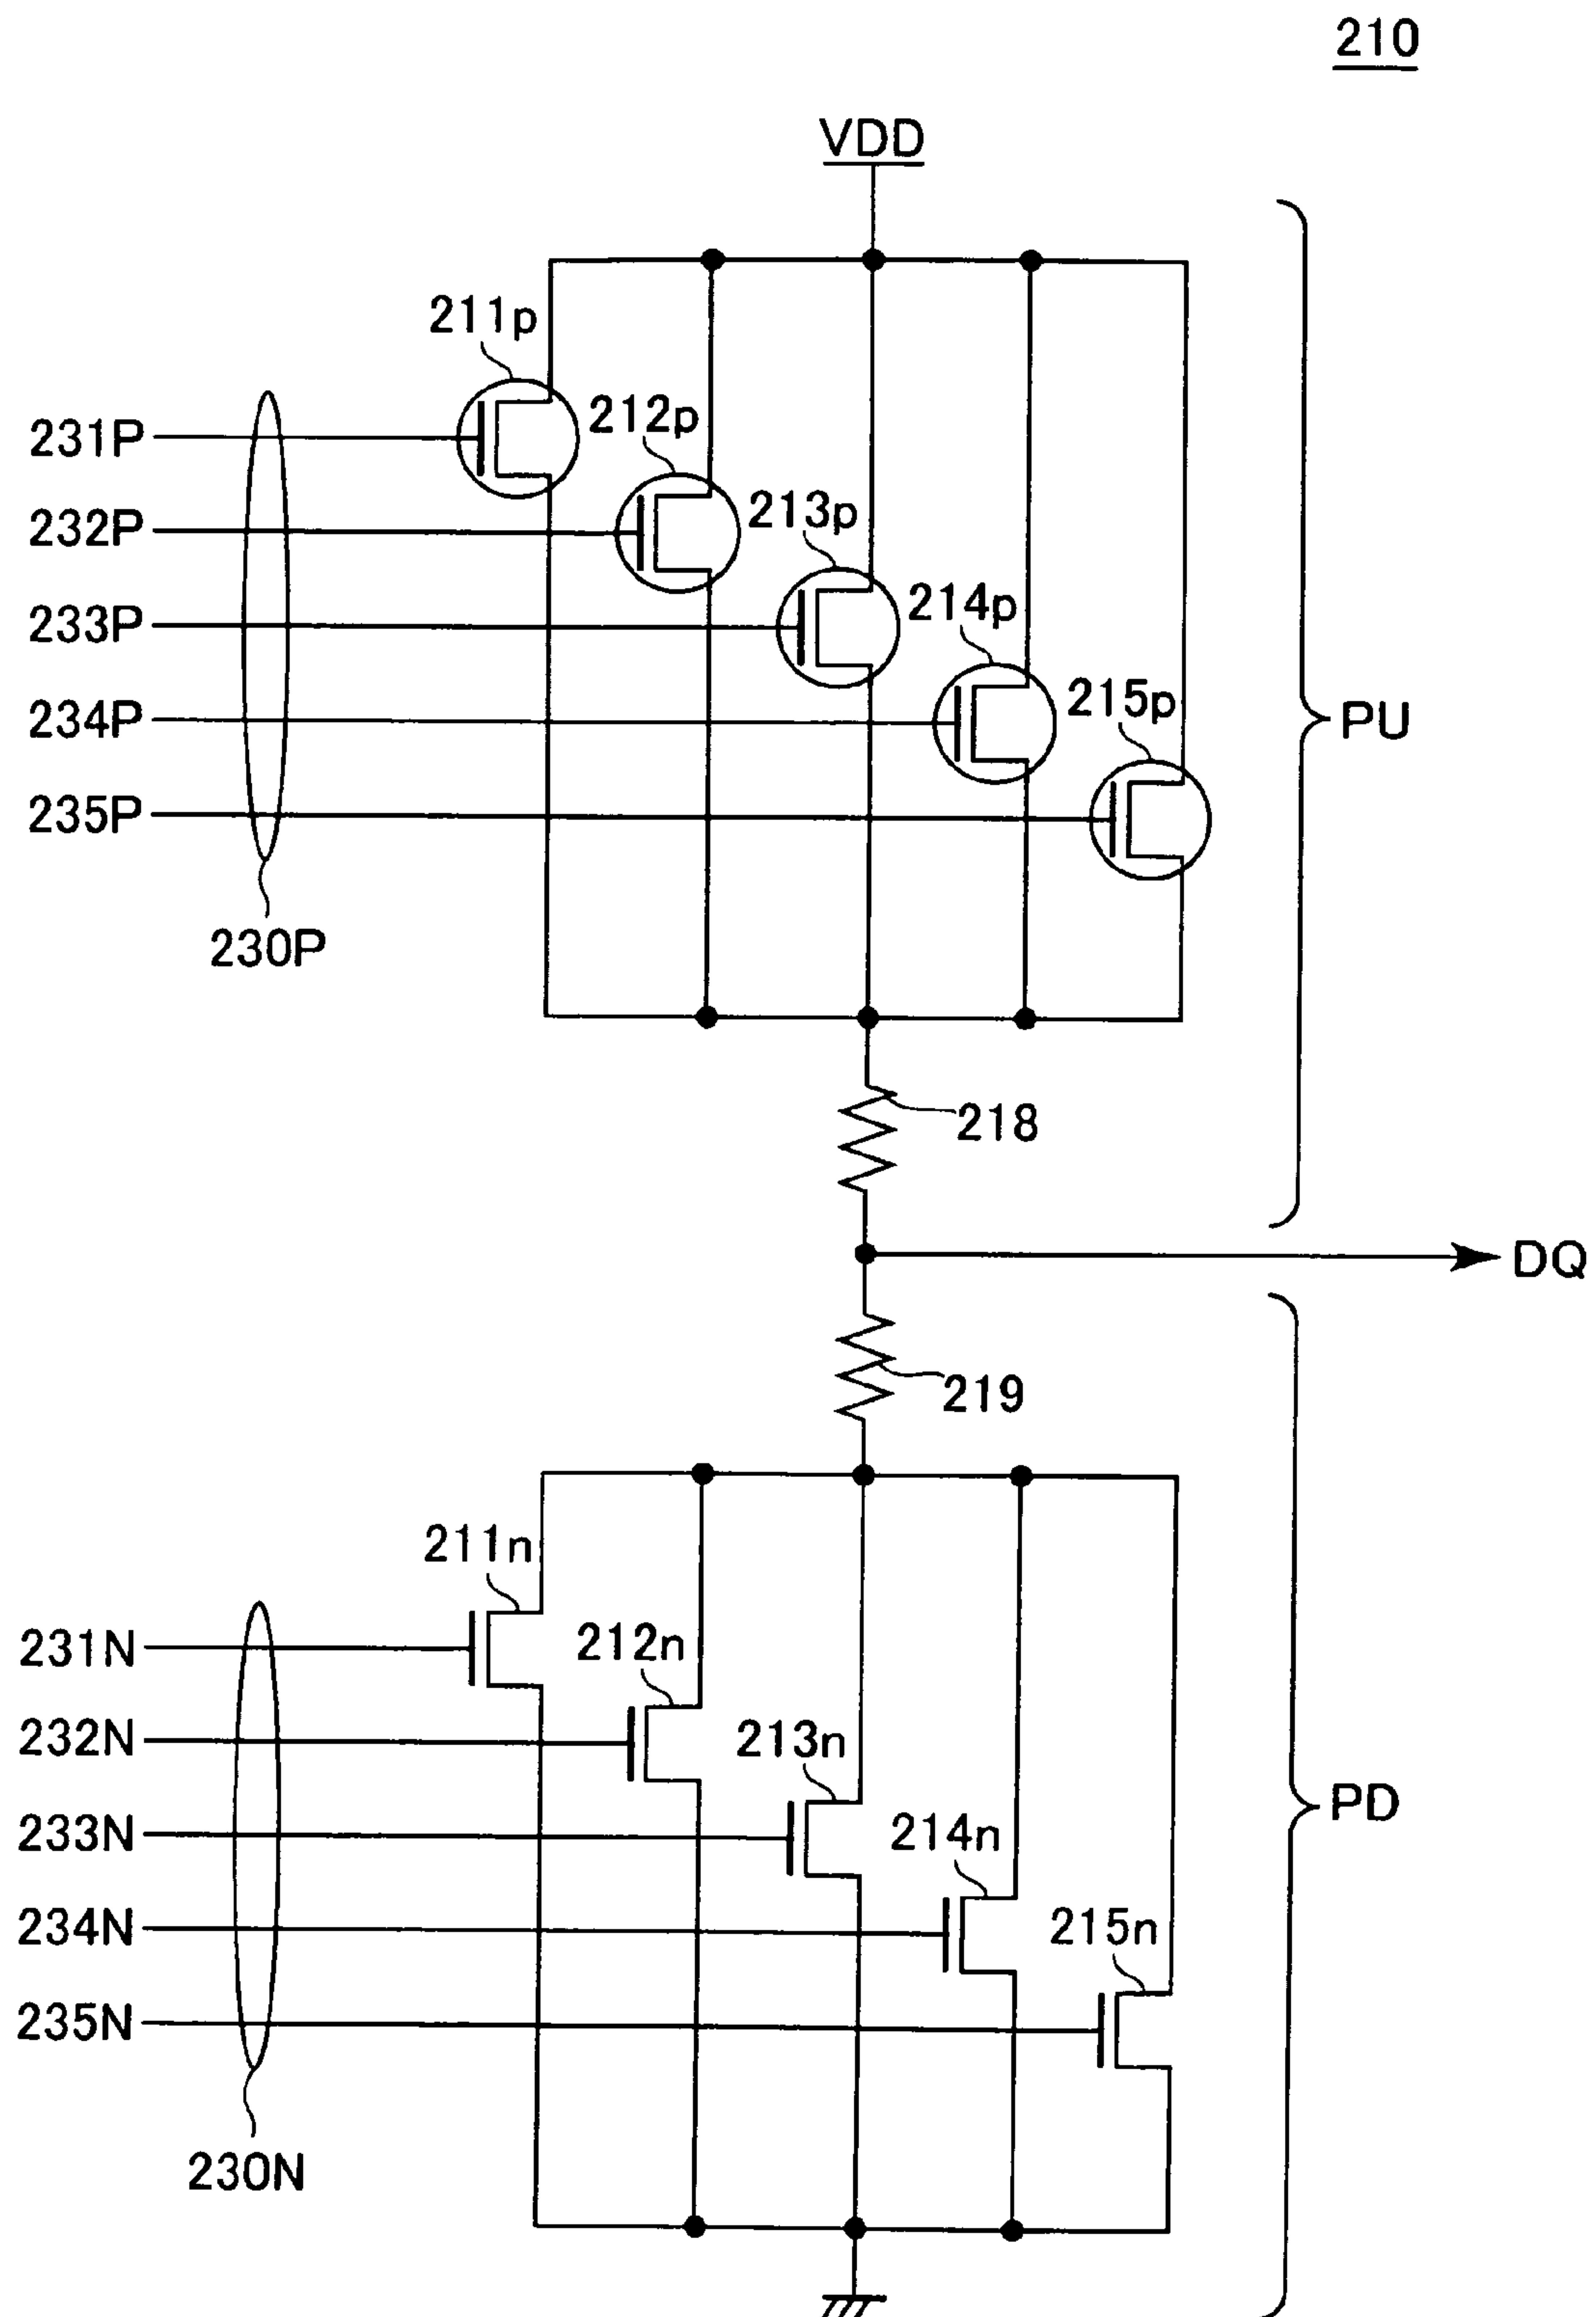 210
VDD
211p
212p
213p
214p
215p
231P
232P
233P
234P
235P
230P
PU
218
DQ
219
211n
212n
213n
214n
215n
231N
232N
233N
234N
235N
230N
PD